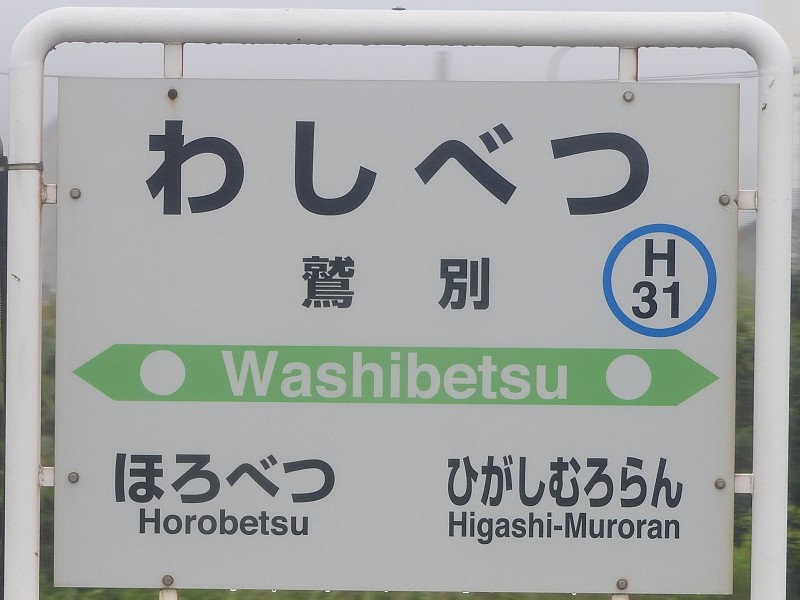 わしべつ
鷲別
H
31
Washibetsu
ほろべつ
Horobetsu
ひがしむろらん
Higashi-Muroran